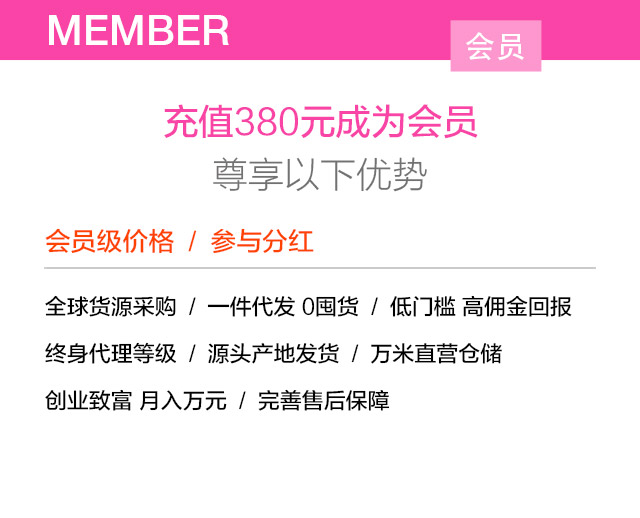 MEMBER
会员
充值380元成为会员
尊享以下优势
会员级价格 / 参与分红
全球货源采购 / 一件代发 0囤货 / 低门槛 高佣金回报
终身代理等级 / 源头产地发货 / 万米直营仓储
创业致富 月入万元 / 完善售后保障